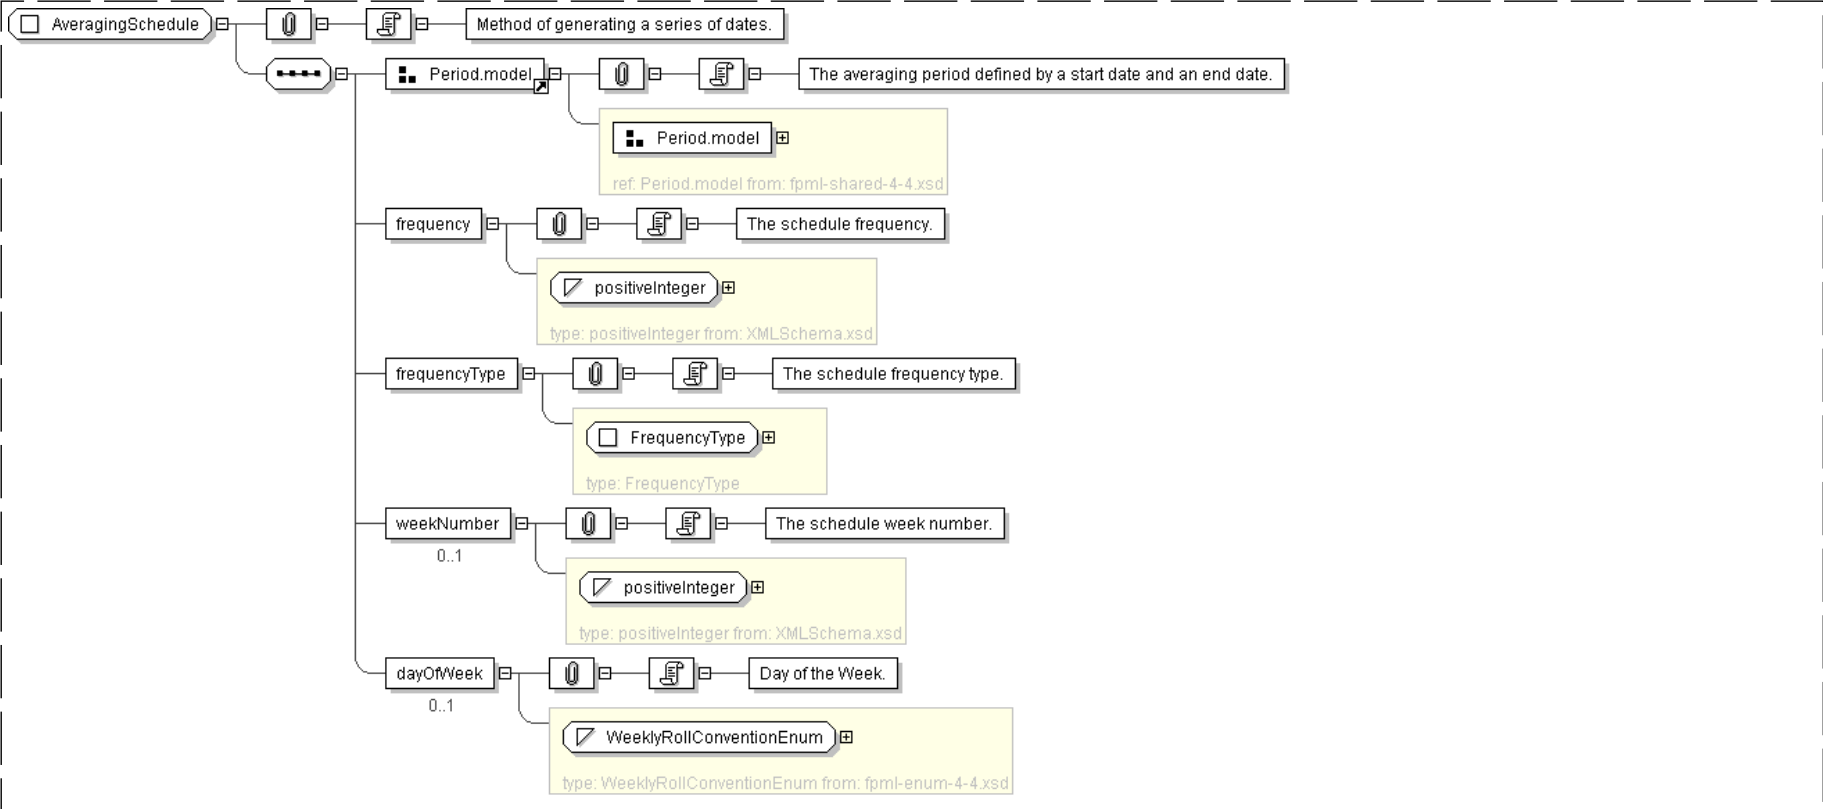 AveragingSchedule
Method of generating a series of dates.
Period.model
The averaging period defined by a start date and an end date.
Period.model
ref: Period.model from: fpml-shared-4-4.xsd
frequency
The schedule frequency.
positiveInteger
type: positiveInteger from: XMLSchema.xsd
frequencyType
The schedule frequency type.
FrequencyType
type: FrequencyType
weekNumber
The schedule week number.
0..1
positiveInteger
type: positiveInteger from: XMLSchema.xsd
dayOfWeek
Day of the Week.
0..1
WeeklyRollConventionEnum
type: WeeklyRollConventionEnum from: fpml-enum-4-4.xsd